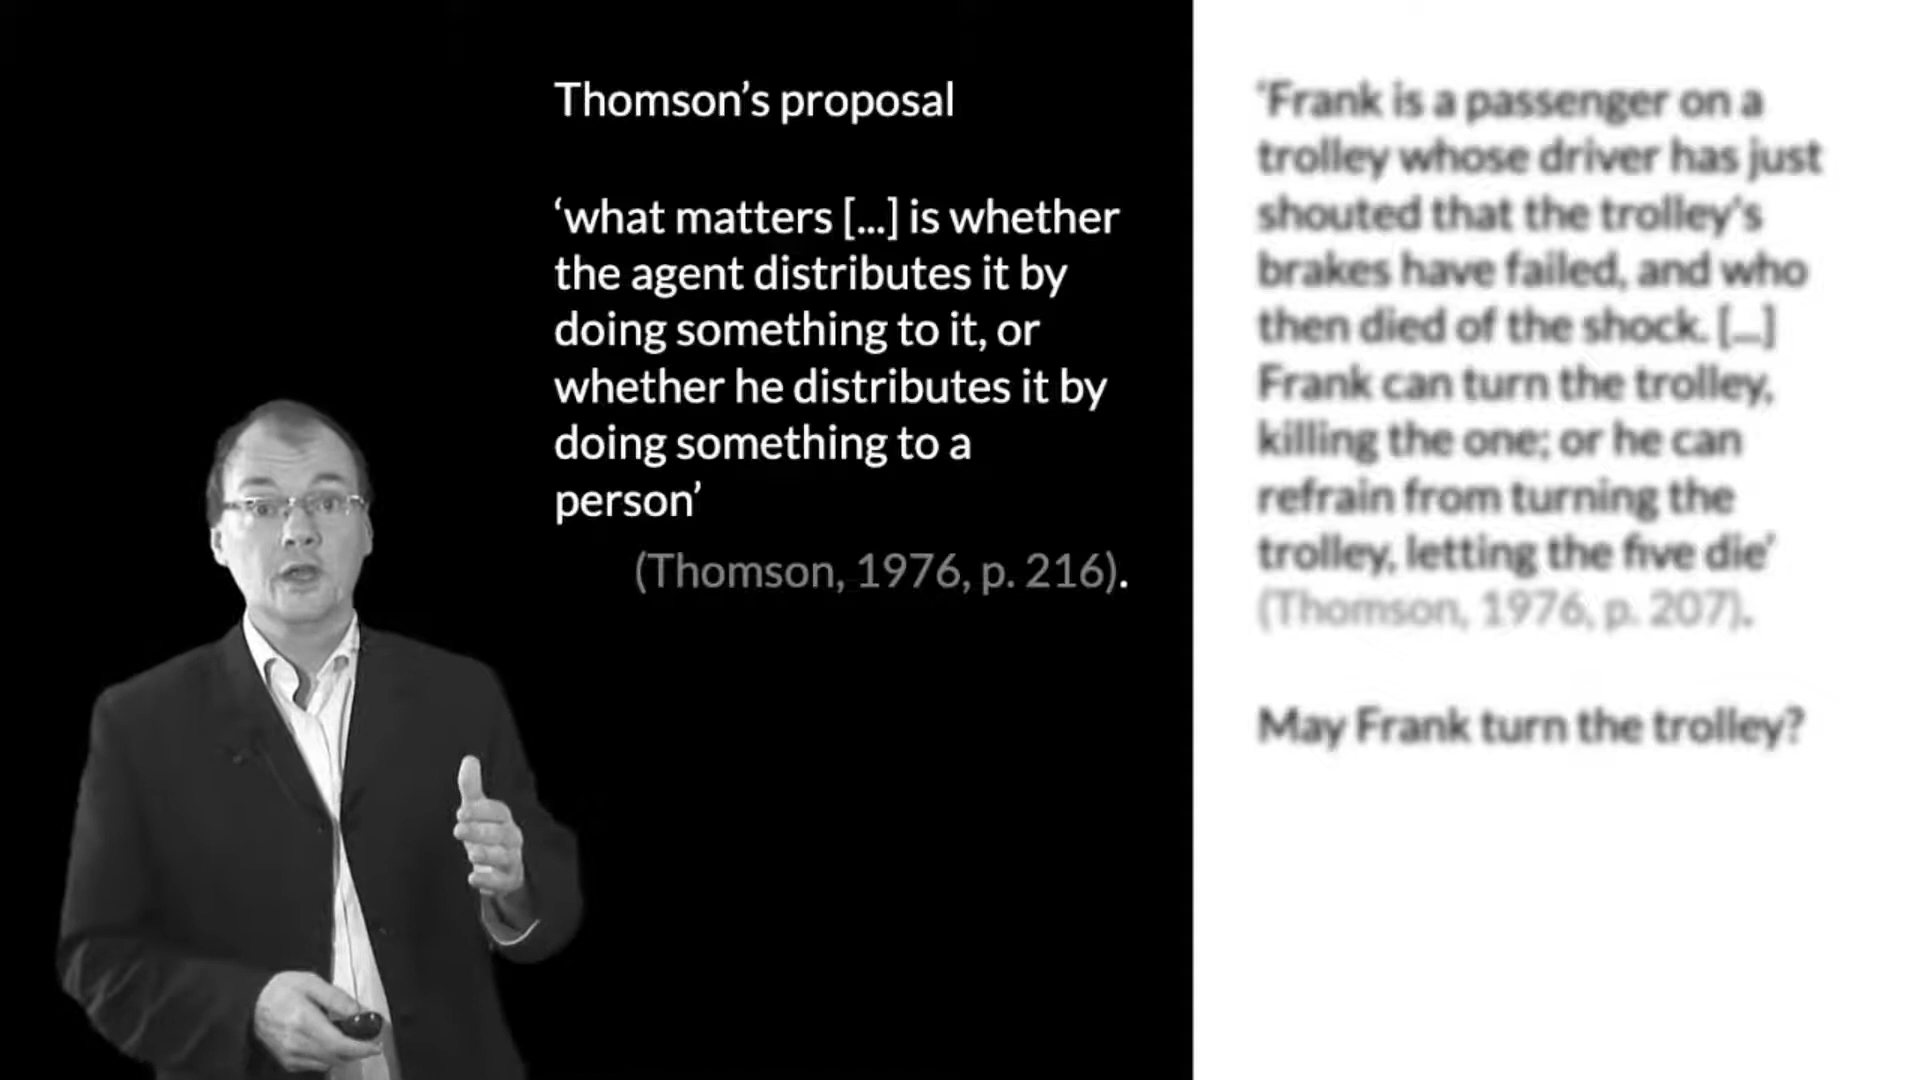 Thomson’s proposal
‘what matters [...] is whether
the agent distributes it by
doing something to it, or
whether he distributes it by
doing something to a
person’
(Thomson, 1976, p. 216).
‘Frank is a passenger on a
trolley whose driver has just
shouted that the trolley’s
brakes have failed, and who
then died of the shock. [...]
Frank can turn the trolley,
killing the one; or he can
refrain from turning the
trolley, letting the five die’
(Thomson, 1976, p. 207).
May Frank turn the trolley?